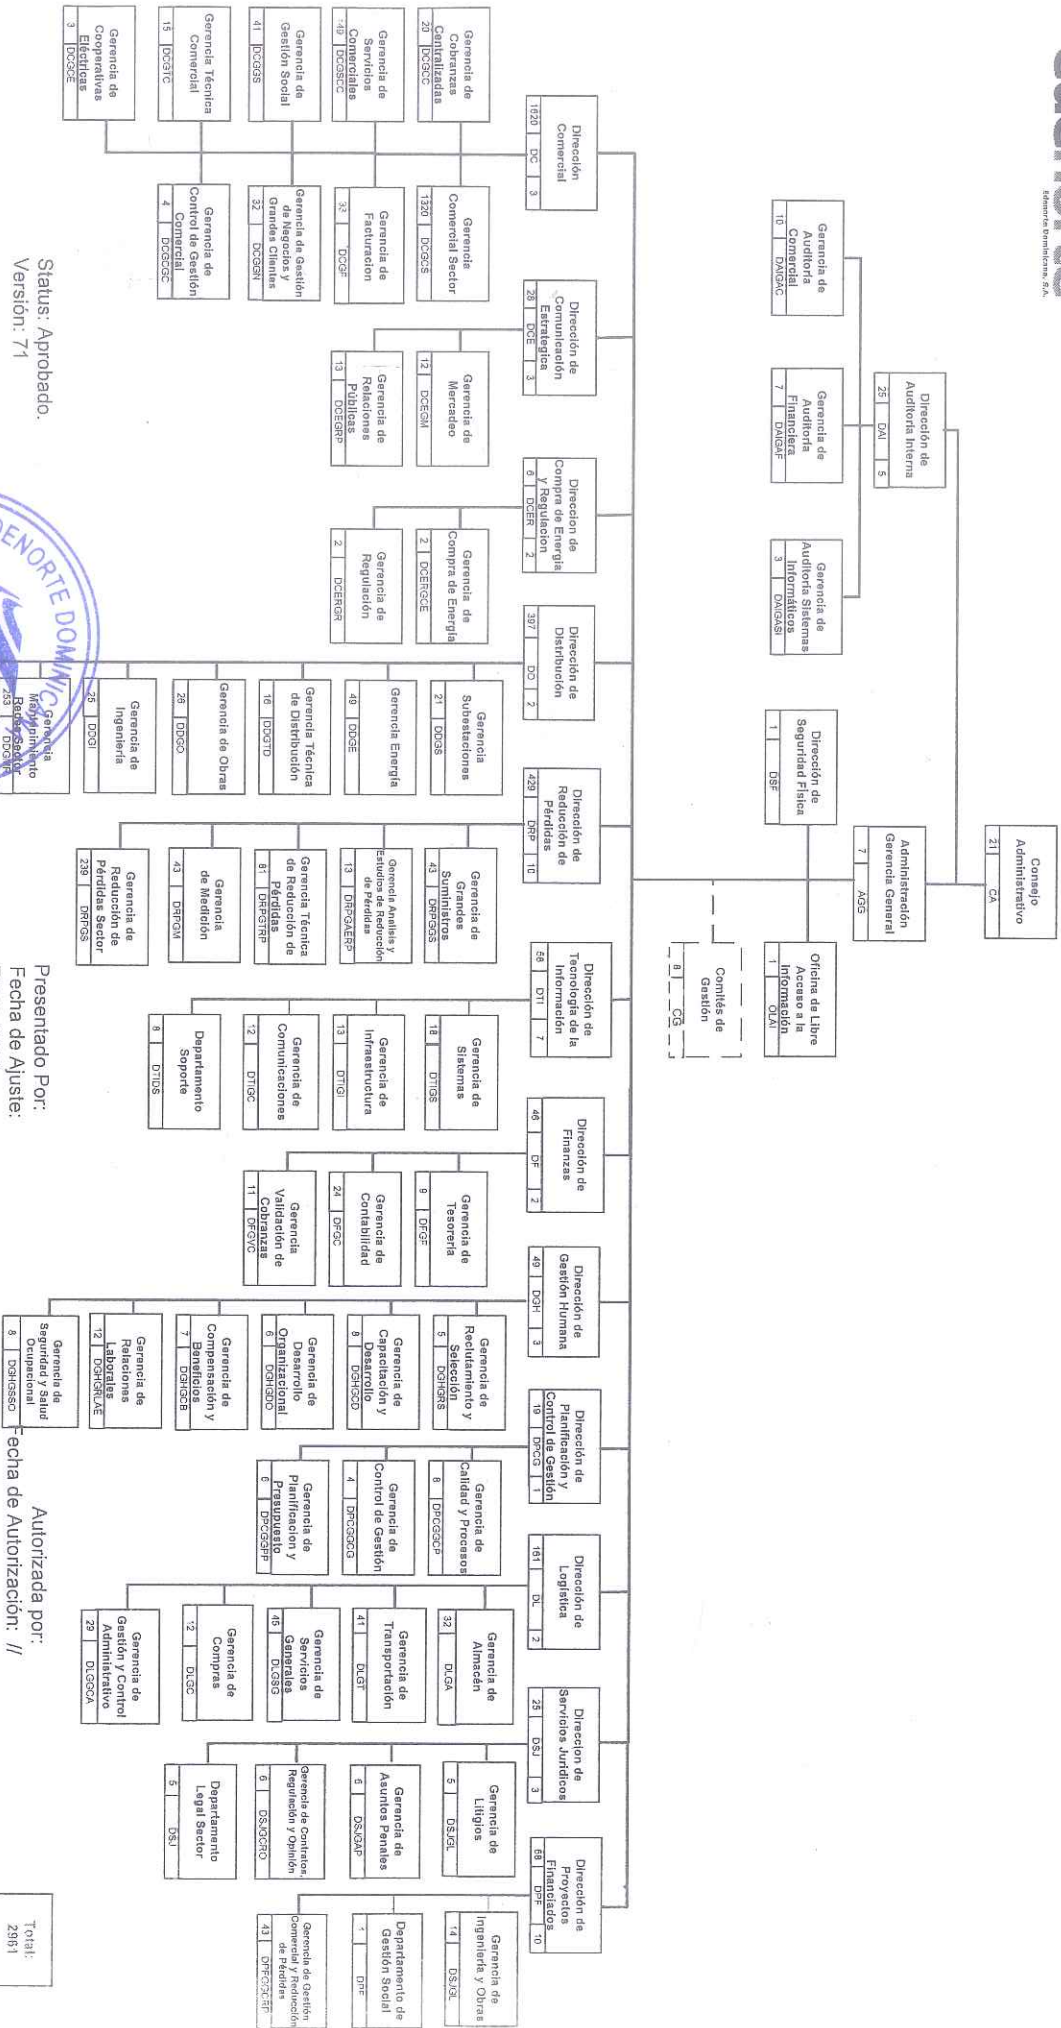 Edenorte Dominicana, S.A.
Consejo
Administrativo
21 CA
Administración
Gerencia General
7 AGG
Dirección de
Auditoría Interna
25 DAI 5
Gerencia de
Auditoría
Comercial
10 DAIGAC
Gerencia de
Auditoría
Financiera
7 DAIGAF
Gerencia de
Auditoría Sistemas
Informáticos
3 DAIGASI
Dirección de
Seguridad Física
1 DSF
Oficina de Libre
Acceso a la
Información
1 OLAI
Comités de
Gestión
8 CG
Dirección
Comercial
1620 DC 3
Gerencia de
Cobranzas
Centralizadas
20 DCGCC
Gerencia
Comercial Sector
1320 DCGCS
Gerencia de
Servicios
Comerciales
149 DCGSCC
Gerencia de
Facturacion
33 DCGF
Gerencia de
Gestión Social
41 DCGGS
Gerencia de Gestión
de Negocios y
Grandes Clientes
32 DCGGN
Gerencia Técnica
Comercial
15 DCGTC
Gerencia de
Control de Gestión
Comercial
4 DCGCGC
Gerencia de
Cooperativas
Eléctricas
3 DCGCE
Dirección de
Comunicación
Estrategica
28 DCE 3
Gerencia de
Mercadeo
12 DCEGM
Gerencia de
Relaciones
Públicas
13 DCEGRP
Direccion de
Compra de Energia
y Regulacion
6 DCER 2
Gerencia de
Compra de Energía
2 DCERGCE
Gerencia de
Regulación
2 DCERGR
Dirección de
Distribución
397 DD 2
Gerencia
Subestaciones
21 DDGS
Gerencia Energía
49 DDGE
Gerencia Técnica
de Distribución
16 DDGTD
Gerencia de Obras
26 DDGO
Gerencia de
Ingeniería
25 DDGI
Gerencia
Mantenimiento
Redes Sector
253
Dirección de
Reducción de
Pérdidas
429 DRP 10
Gerencia de
Grandes
Suministros
43 DRPGGS
Gerencia Analisis y
Estudios de Reducción
de Pérdidas
13 DRPGAERP
Gerencia Técnica
de Reducción de
Pérdidas
81 DRPGTRP
Gerencia
de Medición
43 DRPGM
Gerencia de
Reducción de
Pérdidas Sector
239 DRPGS
Dirección de
Tecnología de la
Información
58 DTI 7
Gerencia de
Sistemas
18 DTIGS
Gerencia de
Infraestructura
13 DTIGI
Gerencia de
Comunicaciones
12 DTIGC
Departamento
Soporte
8 DTIDS
Dirección de
Finanzas
46 DF 2
Gerencia de
Tesorería
9 DFGF
Gerencia de
Contabilidad
24 DFGC
Gerencia
Validación de
Cobranzas
11 DFGVC
Dirección de
Gestión Humana
49 DGH 3
Gerencia de
Reclutamiento y
Selección
5 DGHGRS
Gerencia de
Capacitación y
Desarrollo
8 DGHGCD
Gerencia de
Desarrollo
Organizacional
6 DGHGDO
Gerencia de
Compensación y
Beneficios
7 DGHGCB
Gerencia de
Relaciones
Laborales
12 DGHGRLAE
Gerencia de
Seguridad y Salud
Ocupacional
8 DGHGSSO
Dirección de
Planificación y
Control de Gestión
19 DPCG 1
Gerencia de
Calidad y Procesos
8 DPCGGCP
Gerencia de
Control de Gestión
4 DPCGGCG
Gerencia de
Planificacion y
Presupuesto
6 DPCGGPP
Dirección de
Logística
161 DL 2
Gerencia de
Almacén
32 DLGA
Gerencia de
Transportación
41 DLGT
Gerencia de
Servicios
Generales
45 DLGSG
Gerencia de
Compras
12 DLGC
Gerencia de
Gestión y Control
Administrativo
29 DLGGCA
Direccion de
Servicios Jurídicos
25 DSJ 3
Gerencia de
Litigios
5 DSJGL
Gerencia de
Asuntos Penales
6 DSJGAP
Gerencia de Contratos,
Regulación y Opinión
6 DSJGCRO
Departamento
Legal Sector
5 DSJ
Dirección de
Proyectos
Financiados
68 DPF 10
Gerencia de
Ingeniería y Obras
14 DSJGL
Departamento de
Gestión Social
1 DPF
Gerencia de Gestión
Comercial y Reducción
de Pérdidas
43 DPFGGCRP
Status: Aprobado.
Versión: 71
DENORTE DOMINIC
Presentado Por:
Fecha de Ajuste:
Autorizada por:
Fecha de Autorización: //
Total:
2961